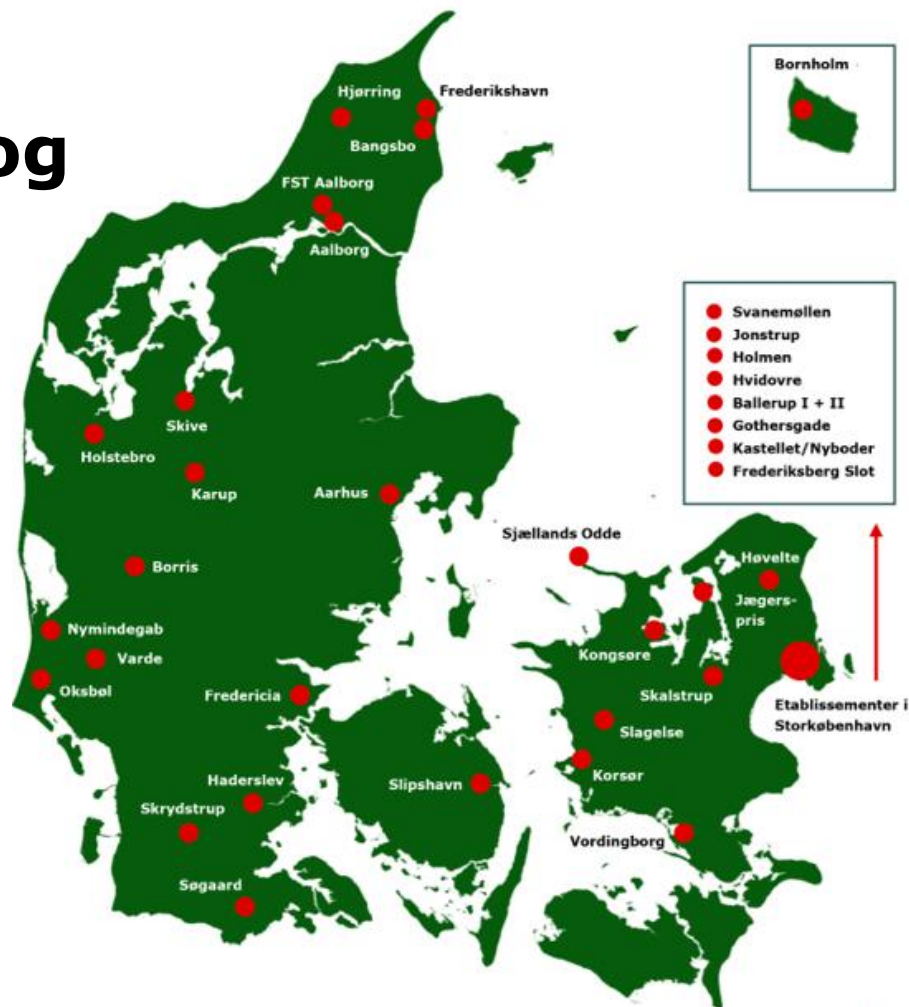 og
Bornholm
Hjørring
Frederikshavn
Bangsbo
FST Aalborg
Aalborg
Svanemøllen
Jonstrup
Holmen
Hvidovre
Ballerup I + II
Gothersgade
Kastellet/Nyboder
Frederiksberg Slot
Skive
Holstebro
Karup
Aarhus
Sjællands Odde
Høvelte
Borris
Jægers-
pris
Nymindegab
Kongsøre
Varde
Oksbøl
Fredericia
Skalstrup
Etablissementer i
Storkøbenhavn
Slagelse
Korsør
Haderslev
Slipshavn
Skrydstrup
Vordingborg
Søgaard